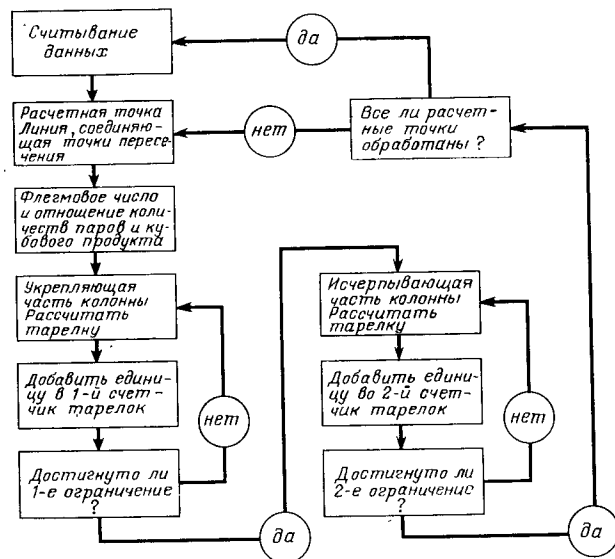 Считывание
данных
да
Расчетная точка
Линия, соединяю-
щая точки пересе-
чения
нет
Все ли расчет-
ные точки
обработаны?
Флегмовое число
и отношение коли-
честв паров и ку-
бового продукта
Укрепляющая
часть колонны
Рассчитать
тарелну
Добавить едини-
цу в 1-й счет-
чик тарелок
нет
Достигнуто ли
1-е ограничение
?
да
Исчерпывающая
часть колонны
Рассчитать
тарелку
Добавить едини-
цу во 2-й счет-
чик тарелок
нет
Достигнуто ли
2-е ограничение
?
да